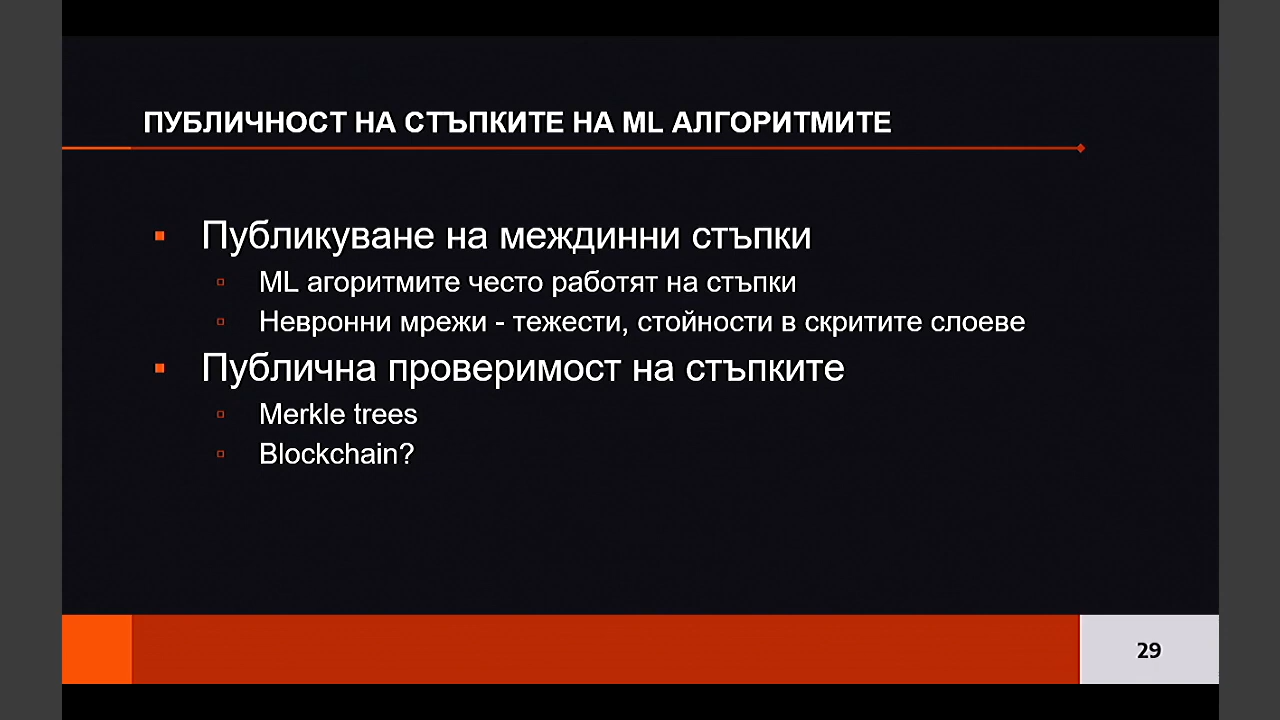 ПУБЛИЧНОСТ НА СТЪПКИТЕ НА ML АЛГОРИТМИТЕ
Публикуване на междинни стъпки
ML агоритмите често работят на стъпки
Невронни мрежи - тежести, стойности в скритите слоеве
Публична проверимост на стъпките
Merkle trees
Blockchain?
29